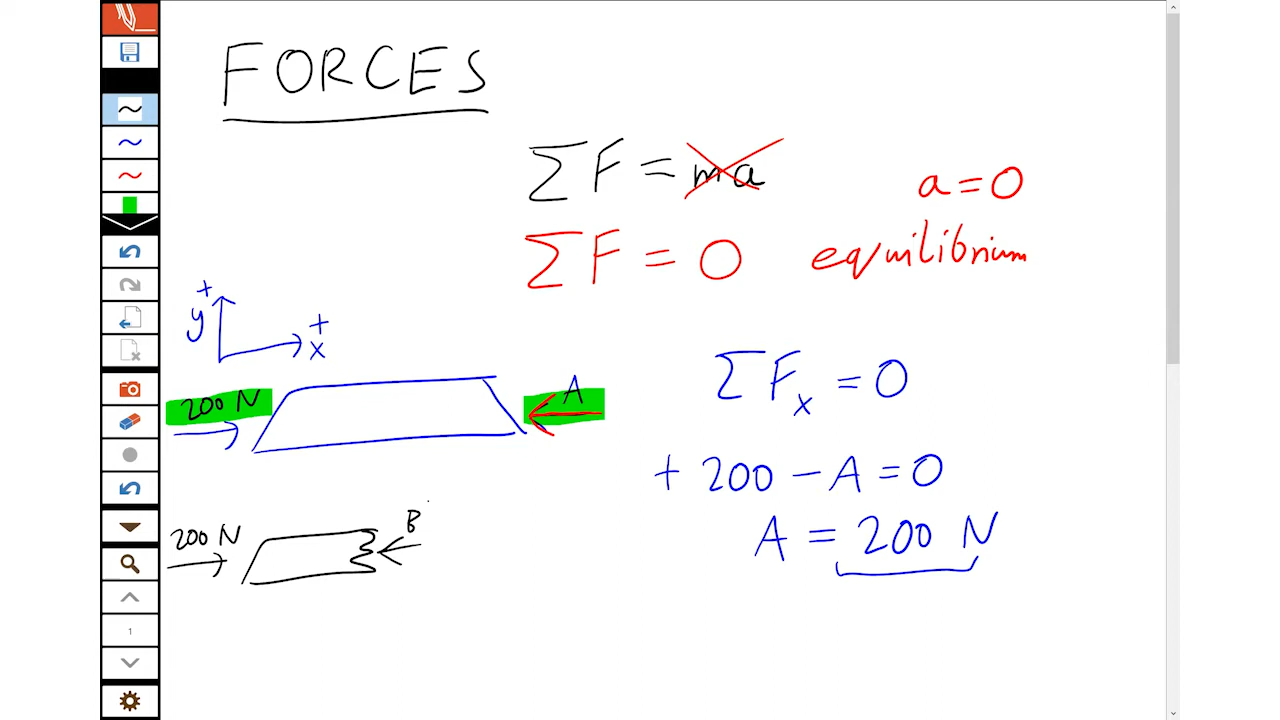 FORCES
ΣF = ma
a = 0
ΣF = 0
equilibrium
+
y
+
x
ΣFx = 0
200 N
A
+ 200 - A = 0
200 N
B
A = 200 N
1